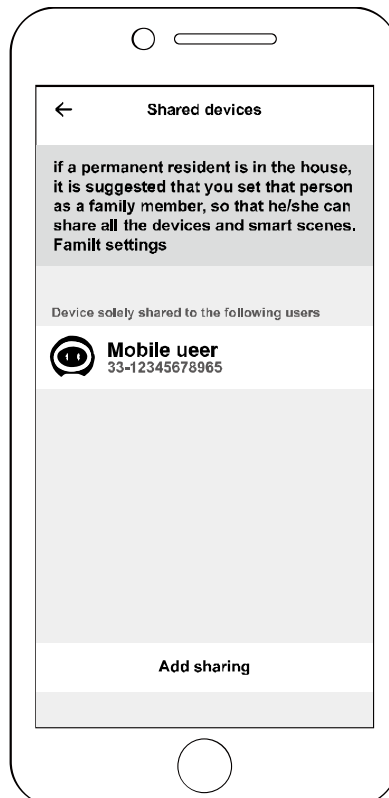 Shared devices
if a permanent resident is in the house,
it is suggested that you set that person
as a family member, so that he/she can
share all the devices and smart scenes.
Familt settings
Device solely shared to the following users
Mobile ueer
33-12345678965
Add sharing